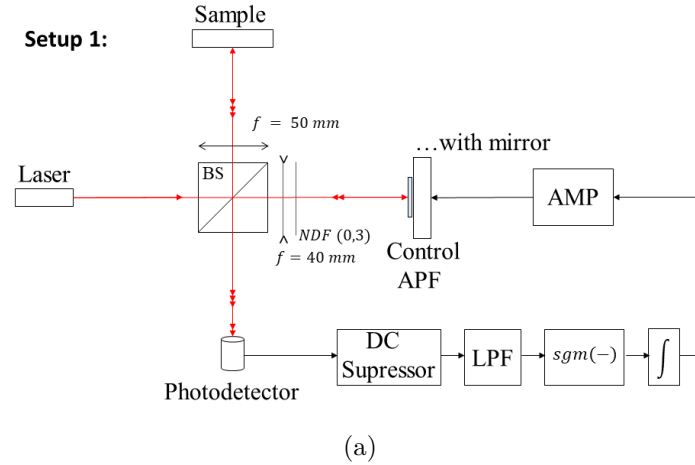 Sample
Setup 1:
f = 50 mm
...with mirror
BS
Laser
AMP
NDF (0,3)
f = 40 mm
Control
APF
DC
Supressor
LPF
sgm(−)
∫
Photodetector
(a)